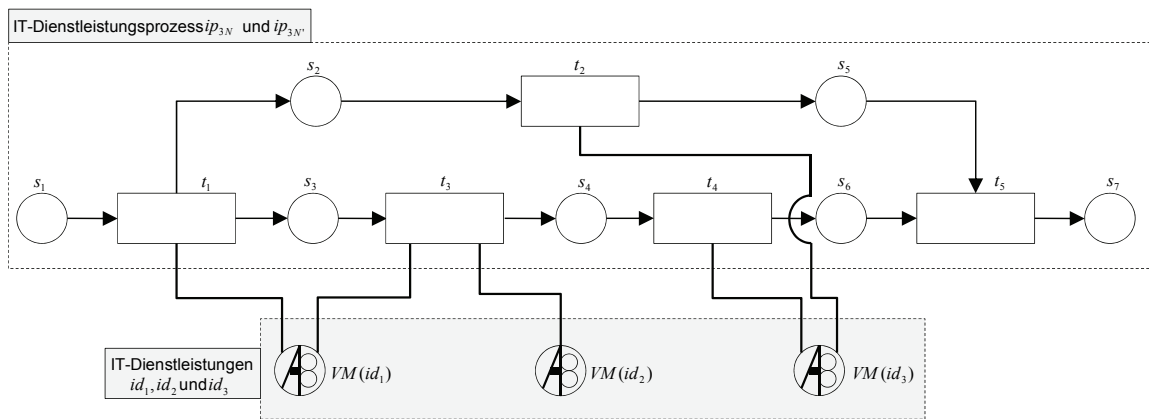 IT-Dienstleistungsprozess ip3N und ip3N'
s2
t2
s5
s1
t1
s3
t3
s4
t4
s6
t5
s7
IT-Dienstleistungen
id1, id2 und id3
VM(id1)
VM(id2)
VM(id3)